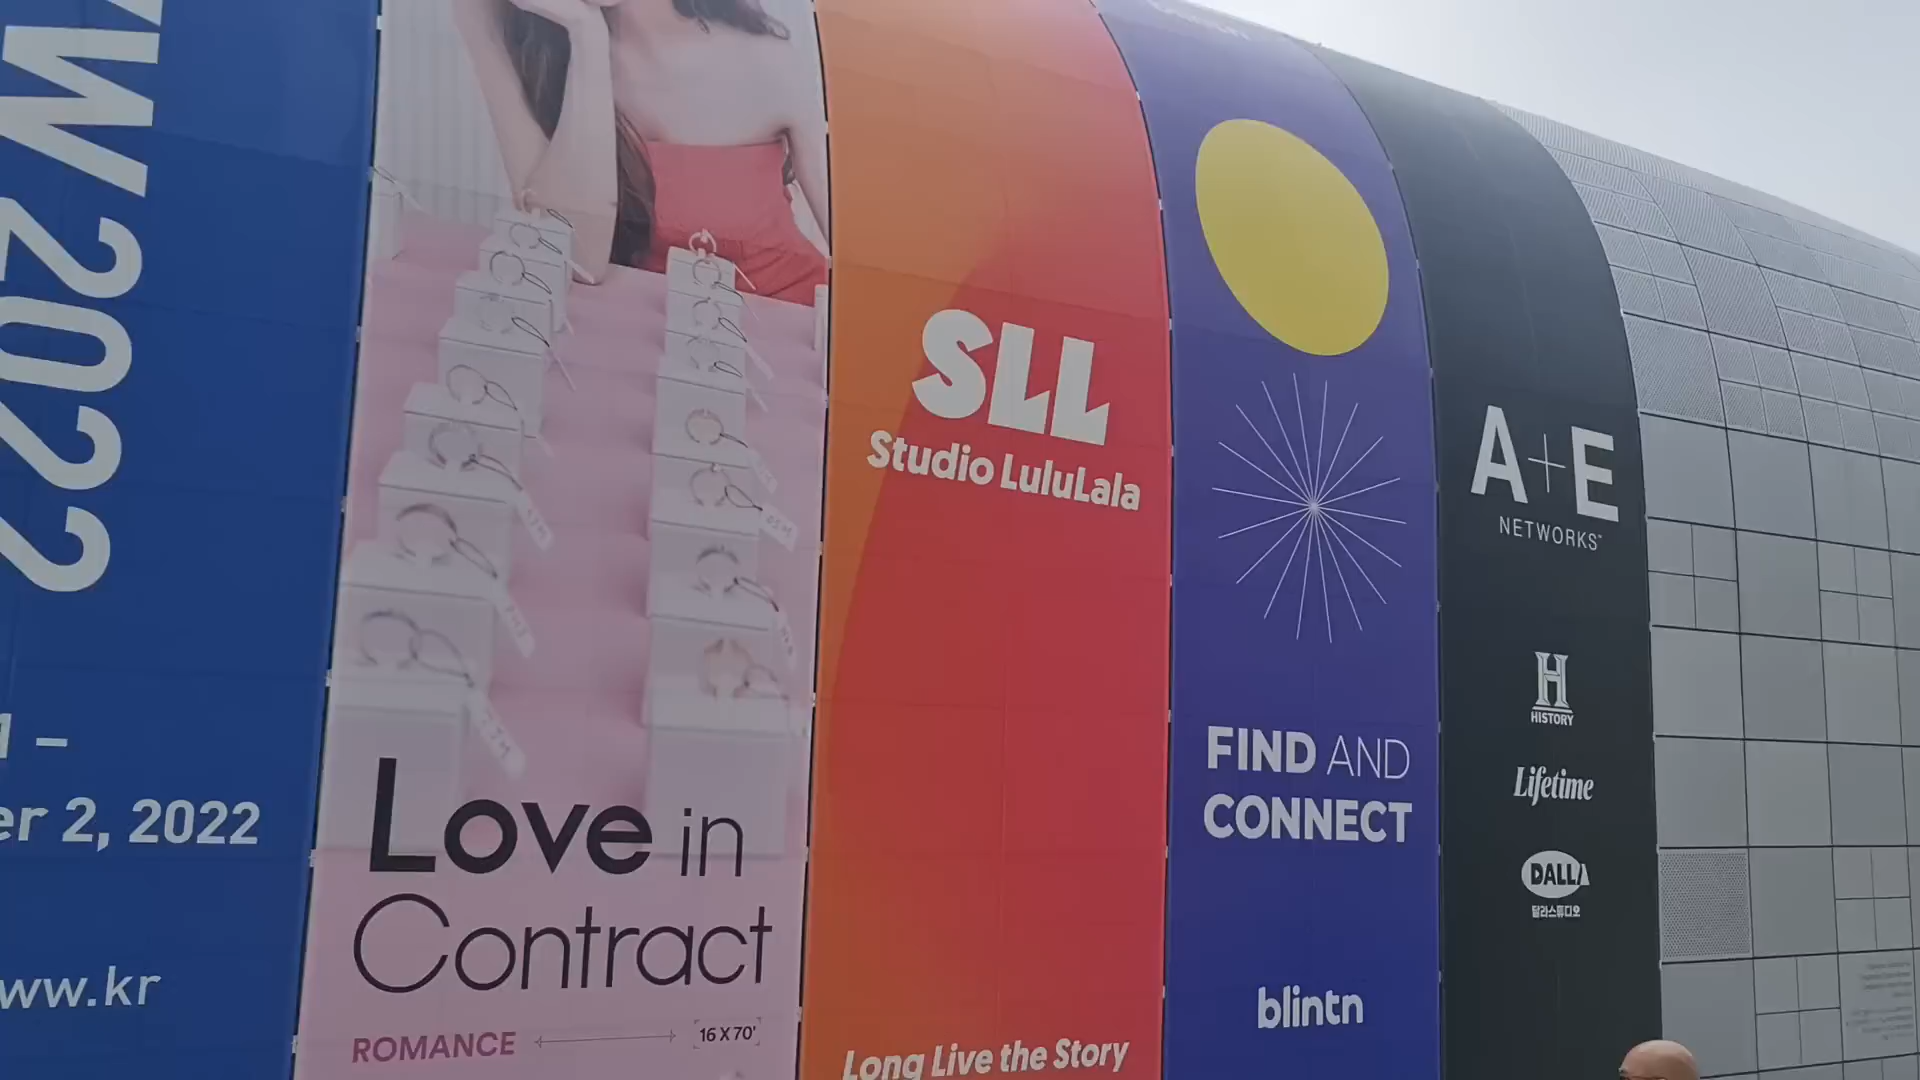 W 2022
1 –
er 2, 2022
ww.kr
Love in
Contract
ROMANCE
16 X 70'
SLL
Studio LuluLala
Long Live the Story
FIND AND
CONNECT
blintn
A+E
NETWORKS™
H
HISTORY
Lifetime
DALLA
달라스튜디오